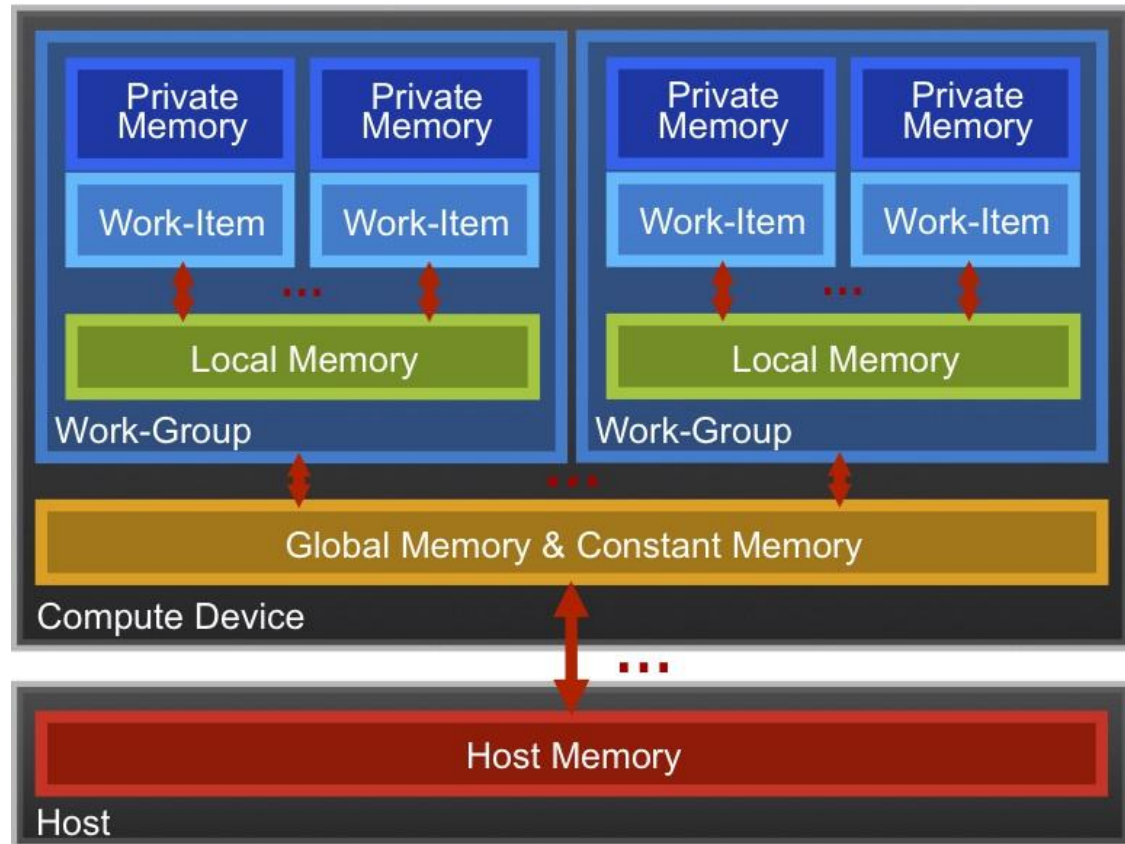 Private
Memory
Private
Memory
Private
Memory
Private
Memory
Work-Item
Work-Item
Work-Item
Work-Item
...
...
Local Memory
Local Memory
Work-Group
Work-Group
...
Global Memory & Constant Memory
Compute Device
...
Host Memory
Host